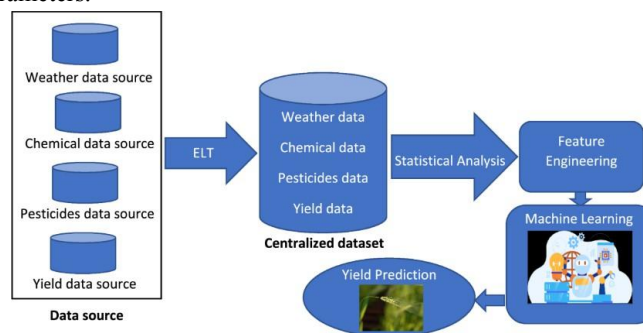 Weather data source
Chemical data source
Pesticides data source
Yield data source
Data source
ELT
Weather data
Chemical data
Pesticides data
Yield data
Centralized dataset
Statistical Analysis
Feature
Engineering
Machine Learning
Yield Prediction